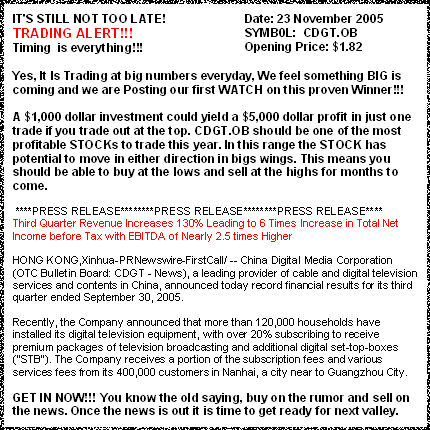 IT'S STILL NOT TOO LATE! Date: 23 November 2005
TRADING ALERT!!! SYMB0L: CDGT.OB
Timing is everything!!! Opening Price: $1.82
Yes, It Is Trading at big numbers everyday, We feel something BIG is
coming and we are Posting our first WATCH on this proven Winner!!!
A $1,000 dollar investment could yield a $5,000 dollar profit in just one
trade if you trade out at the top. CDGT.OB should be one of the most
profitable STOCKs to trade this year. In this range the STOCK has
potential to move in either direction in bigs wings. This means you
should be able to buy at the lows and sell at the highs for months to
come.
****PRESS RELEASE********PRESS RELEASE********PRESS RELEASE****
Third Quarter Revenue Increases 130% Leading to 6 Times Increase in Total Net
Income before Tax with EBITDA of Nearly 2.5 times Higher
HONG KONG,Xinhua-PRNewswire-FirstCall/ -- China Digital Media Corporation
(OTC Bulletin Board: CDGT - News), a leading provider of cable and digital television
services and contents in China, announced today record financial results for its third
quarter ended September 30, 2005.
Recently, the Company announced that more than 120,000 households have
installed its digital television equipment, with over 20% subscribing to receive
premium packages of television broadcasting and additional digital set-top-boxes
("STB"). The Company receives a portion of the subscription fees and various
services fees from its 400,000 customers in Nanhai, a city near to Guangzhou City.
GET IN NOW!!! You know the old saying, buy on the rumor and sell on
the news. Once the news is out it is time to get ready for next valley.